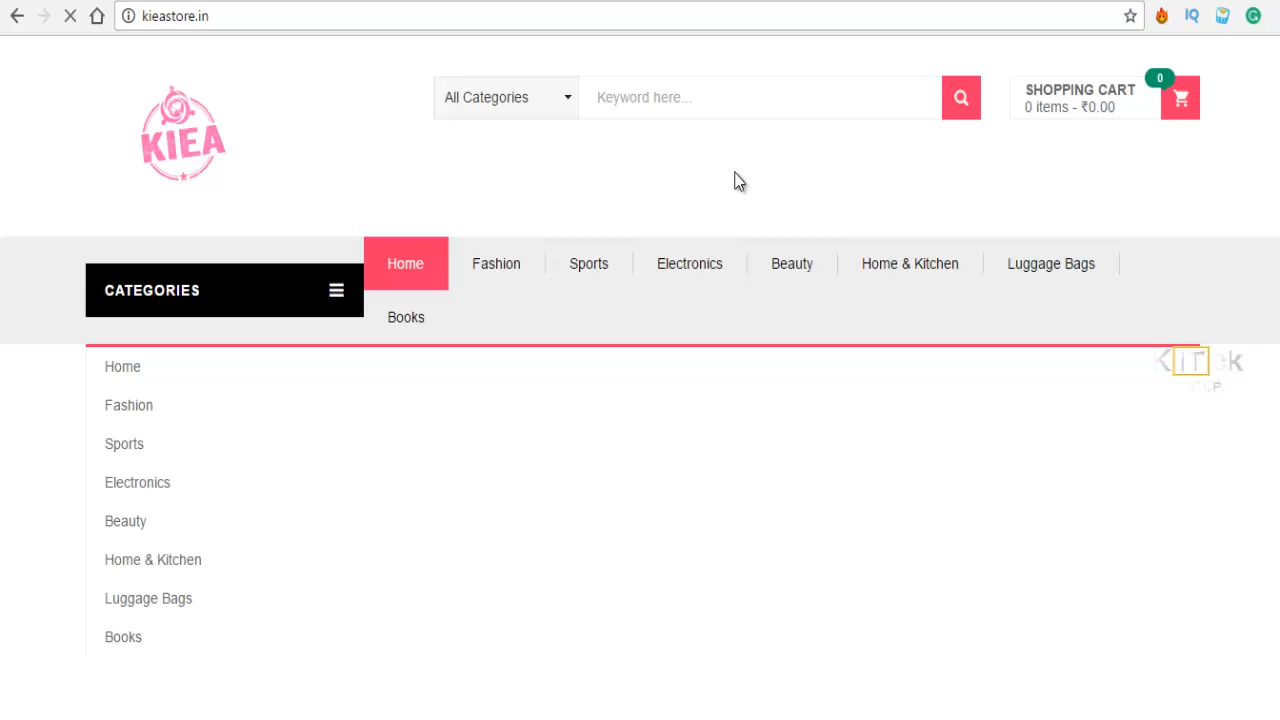 kieastore.in
IQ
KIEA
All Categories
Keyword here...
SHOPPING CART
0 items - ₹0.00
0
Home
Fashion
Sports
Electronics
Beauty
Home & Kitchen
Luggage Bags
Books
CATEGORIES
Home
Fashion
Sports
Electronics
Beauty
Home & Kitchen
Luggage Bags
Books